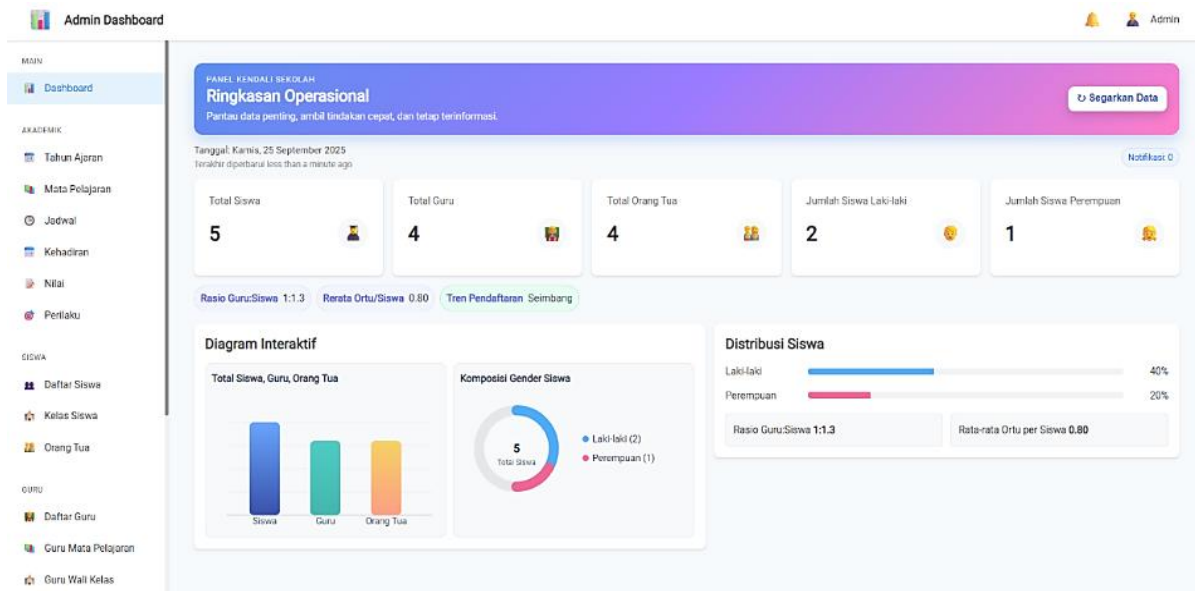 Admin Dashboard
Admin
MAIN
Dashboard
AKADEMIK
Tahun Ajaran
Mata Pelajaran
Jadwal
Kehadiran
Nilai
Perilaku
SISWA
Daftar Siswa
Kelas Siswa
Orang Tua
GURU
Daftar Guru
Guru Mata Pelajaran
Guru Wali Kelas
PANEL KENDALI SEKOLAH
Ringkasan Operasional
Pantau data penting, ambil tindakan cepat, dan tetap terinformasi.
↻ Segarkan Data
Tanggal: Kamis, 25 September 2025
Terakhir diperbarui less than a minute ago
Notifikasi: 0
Total Siswa
5
Total Guru
4
Total Orang Tua
4
Jumlah Siswa Laki-laki
2
Jumlah Siswa Perempuan
1
Rasio Guru:Siswa 1:1.3
Rerata Ortu/Siswa 0.80
Tren Pendaftaran Seimbang
Diagram Interaktif
Total Siswa, Guru, Orang Tua
Siswa Guru Orang Tua
Komposisi Gender Siswa
5
Total Siswa
Laki-laki (2)
Perempuan (1)
Distribusi Siswa
Laki-laki 40%
Perempuan 20%
Rasio Guru:Siswa 1:1.3
Rata-rata Ortu per Siswa 0.80